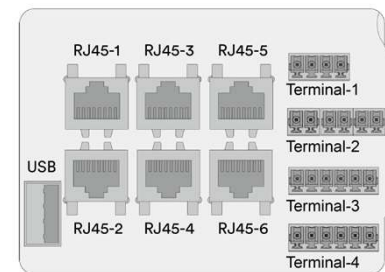 RJ45-1 RJ45-3 RJ45-5
Terminal-1
Terminal-2
USB
Terminal-3
RJ45-2 RJ45-4 RJ45-6
Terminal-4